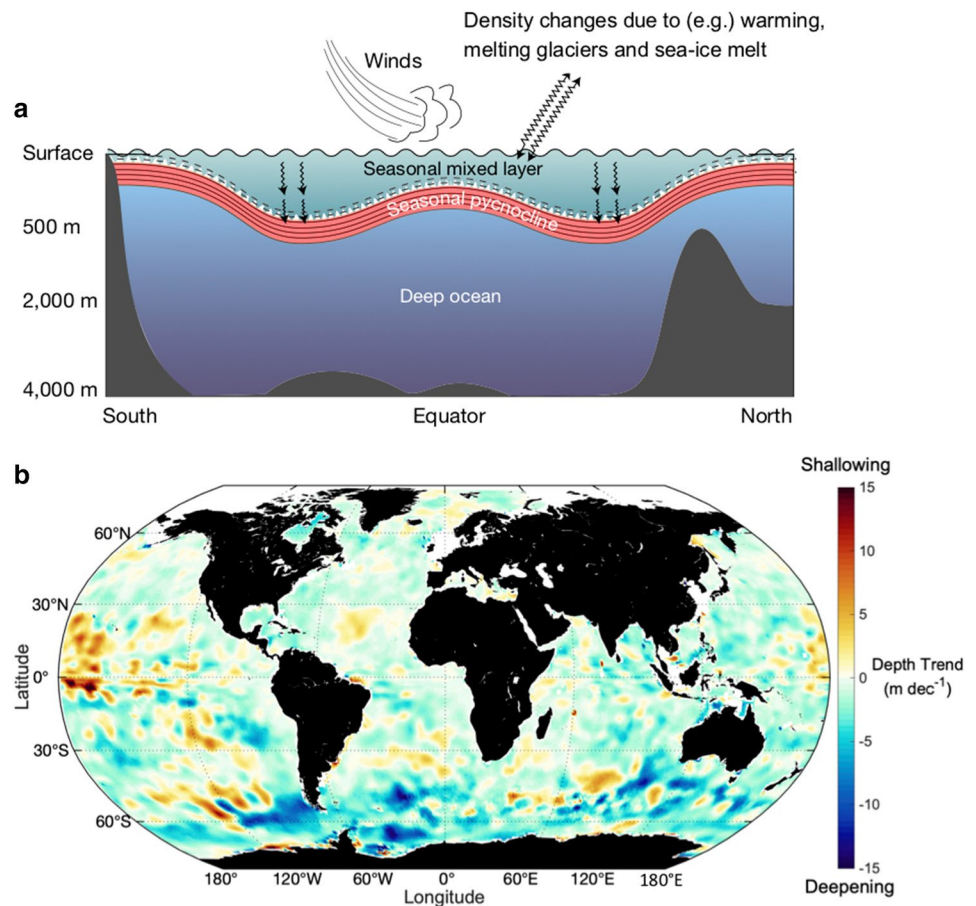 Density changes due to (e.g.) warming,
melting glaciers and sea-ice melt
Winds
a
Surface
Seasonal mixed layer
Seasonal pycnocline
500 m
Deep ocean
2,000 m
4,000 m
South
Equator
North
b
Shallowing
15
60°N
10
30°N
5
Latitude
0°
Depth Trend
(m dec⁻¹)
0
-5
30°S
-10
60°S
-15
180°
120°W
60°W
0°
60°E
120°E
180°E
Longitude
Deepening